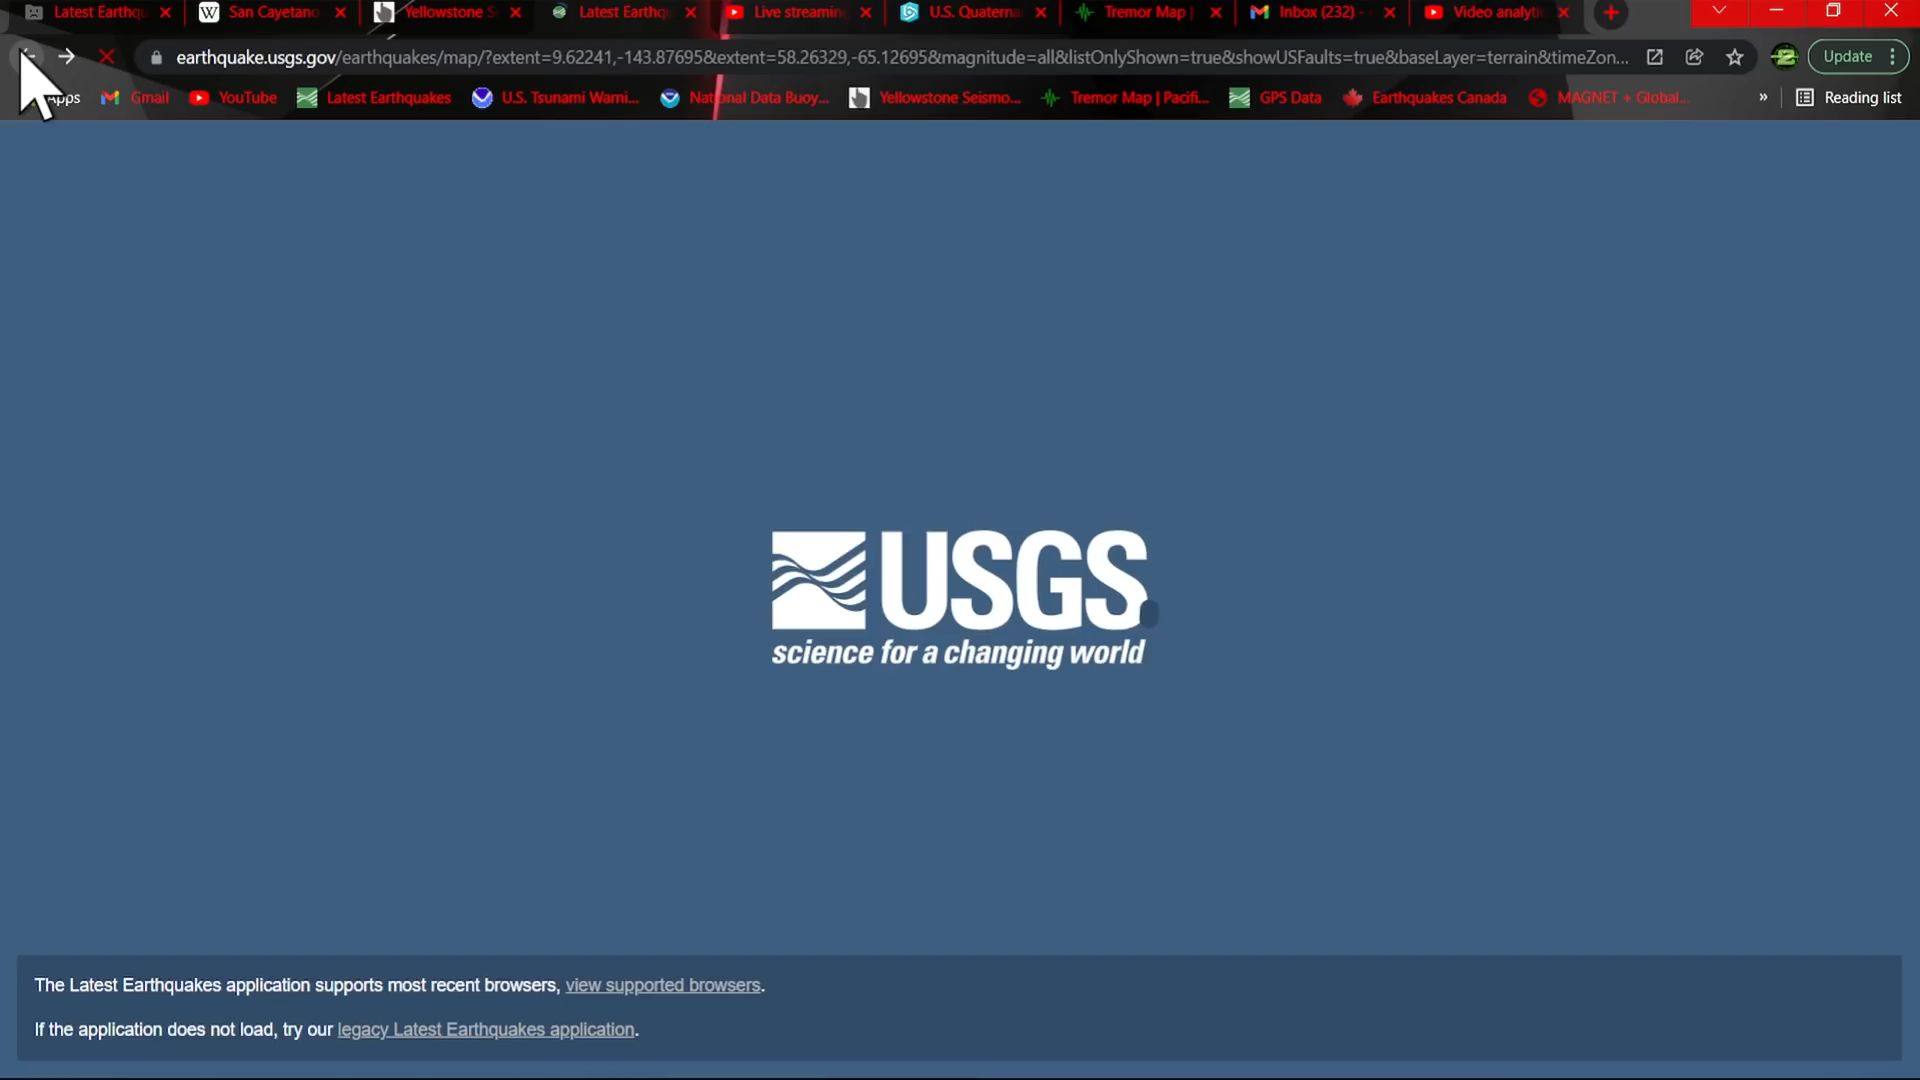 Latest Earthqu
San Cayetano
Yellowstone S
Latest Earthqu
Live streaming
U.S. Quaterna
Tremor Map |
Inbox (232) -
Video analyti
earthquake.usgs.gov/earthquakes/map/?extent=9.62241,-143.87695&extent=58.26329,-65.12695&magnitude=all&listOnlyShown=true&showUSFaults=true&baseLayer=terrain&timeZon...
Update
Apps
Gmail
YouTube
Latest Earthquakes
U.S. Tsunami Warni...
National Data Buoy...
Yellowstone Seismo...
Tremor Map | Pacifi...
GPS Data
Earthquakes Canada
MAGNET + Global...
»
Reading list
USGS
science for a changing world
The Latest Earthquakes application supports most recent browsers, view supported browsers.
If the application does not load, try our legacy Latest Earthquakes application.